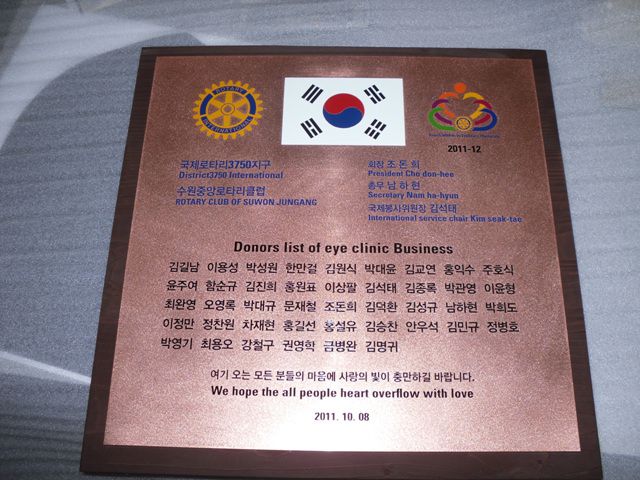 ROTARY
INTERNATIONAL
2011-12
국제로타리3750지구
District3750 International
수원중앙로타리클럽
ROTARY CLUB OF SUWON JUNGANG
회장 조 돈 희
President Cho don-hee
총무 남 하 현
Secretary Nam ha-hyun
국제봉사위원장 김석태
International service chair Kim seak-tae
Donors list of eye clinic Business
김길남 이용성 박성원 한만걸 김원식 박대윤 김교연 홍익수 주호식
윤주여 함순규 김진희 홍원표 이상팔 김석태 김종록 박관영 이윤형
최완영 오영록 박대규 문재철 조돈희 김덕환 김성규 남하현 박희도
이정만 정찬원 차재현 홍길선 홍설유 김승찬 안우석 김민규 정병호
박영기 최용오 강철구 권영학 금병완 김명귀
여기 오는 모든 분들의 마음에 사랑의 빛이 충만하길 바랍니다.
We hope the all people heart overflow with love
2011. 10. 08